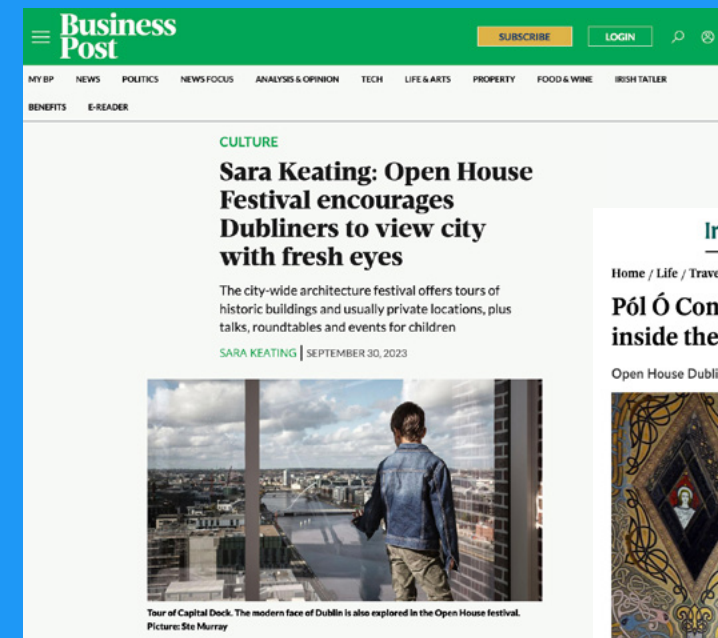 Business
Post
SUBSCRIBE
LOGIN
MY BP NEWS POLITICS NEWS FOCUS ANALYSIS & OPINION TECH LIFE & ARTS PROPERTY FOOD & WINE IRISH TATLER
BENEFITS E-READER
CULTURE
Sara Keating: Open House
Festival encourages
Dubliners to view city
with fresh eyes
The city-wide architecture festival offers tours of
historic buildings and usually private locations, plus
talks, roundtables and events for children
SARA KEATING | SEPTEMBER 30, 2023
Tour of Capital Dock. The modern face of Dublin is also explored in the Open House festival.
Picture: Ste Murray
Home / Life /
Pól Ó
inside the
Open House